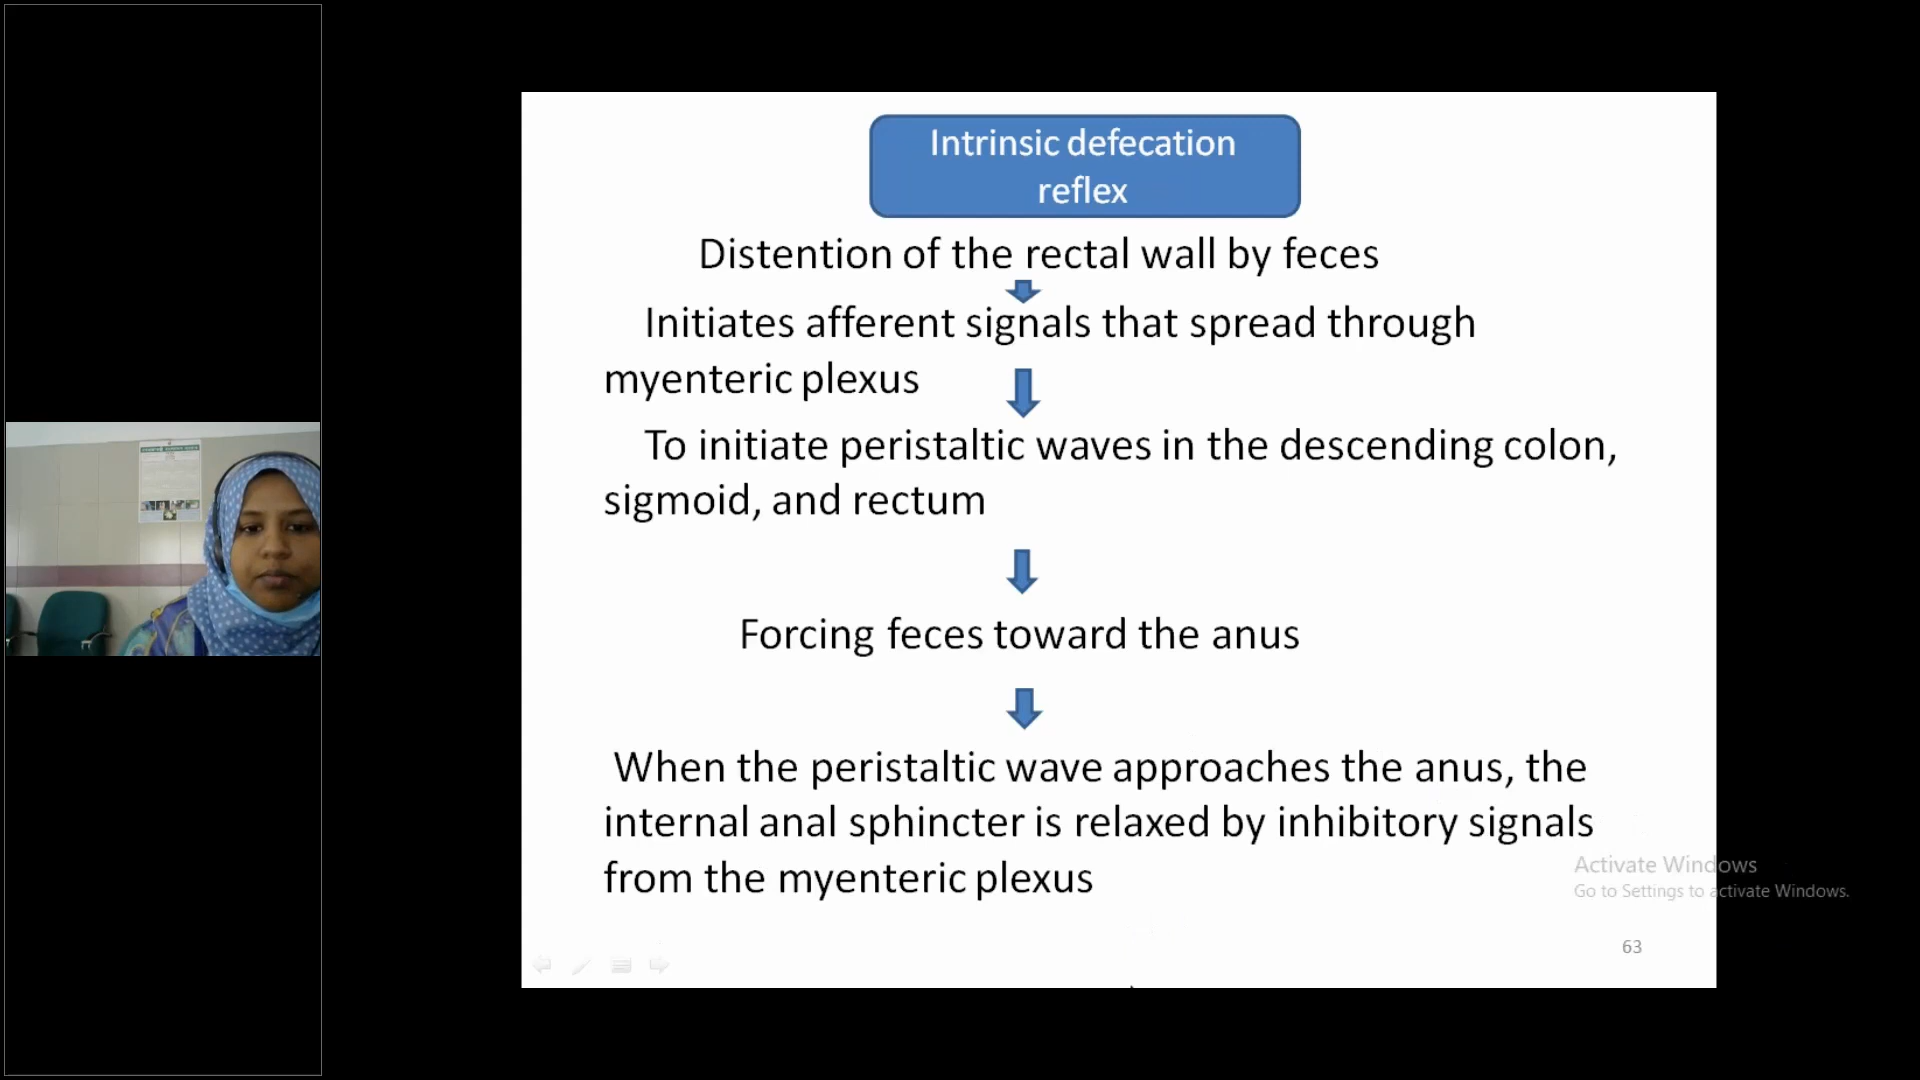 Intrinsic defecation
reflex
Distention of the rectal wall by feces
Initiates afferent signals that spread through
myenteric plexus
To initiate peristaltic waves in the descending colon,
sigmoid, and rectum
Forcing feces toward the anus
When the peristaltic wave approaches the anus, the
internal anal sphincter is relaxed by inhibitory signals
from the myenteric plexus
Activate Windows
Go to Settings to activate Windows.
63